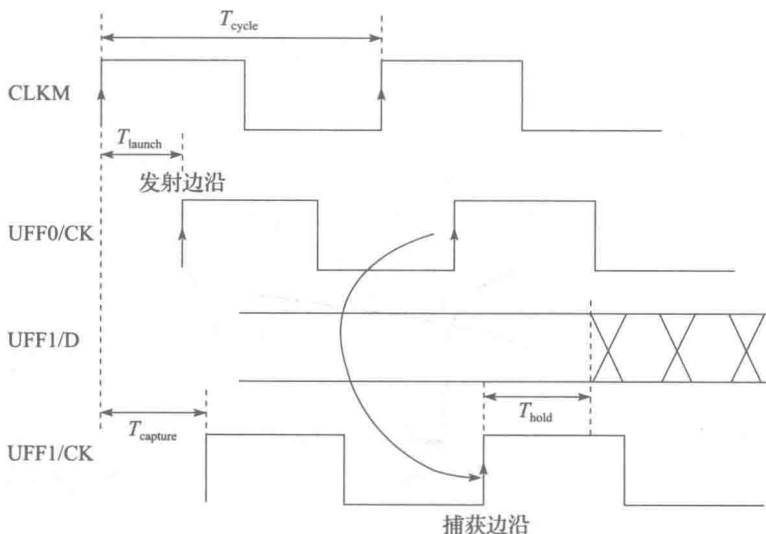 T_cycle
CLKM
T_launch
发射边沿
UFF0/CK
UFF1/D
T_hold
T_capture
UFF1/CK
捕获边沿